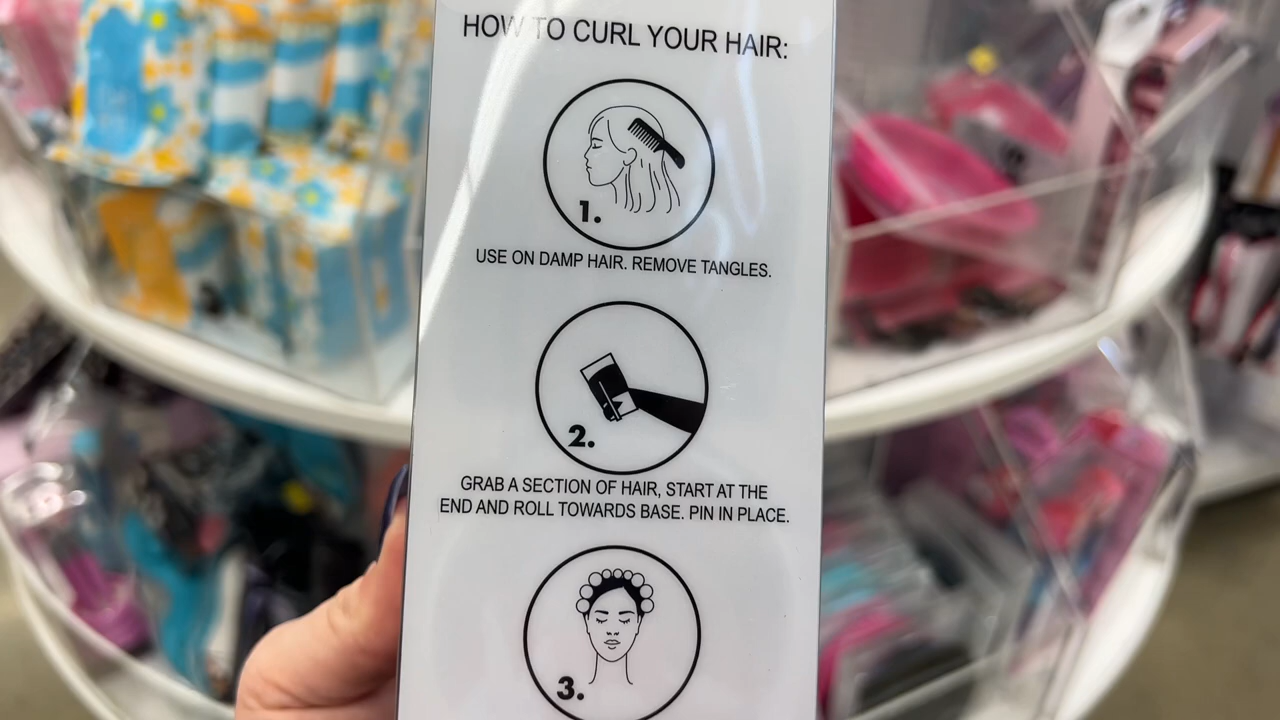 HOW TO CURL YOUR HAIR:
1.
USE ON DAMP HAIR. REMOVE TANGLES.
2.
GRAB A SECTION OF HAIR, START AT THE
END AND ROLL TOWARDS BASE. PIN IN PLACE.
3.